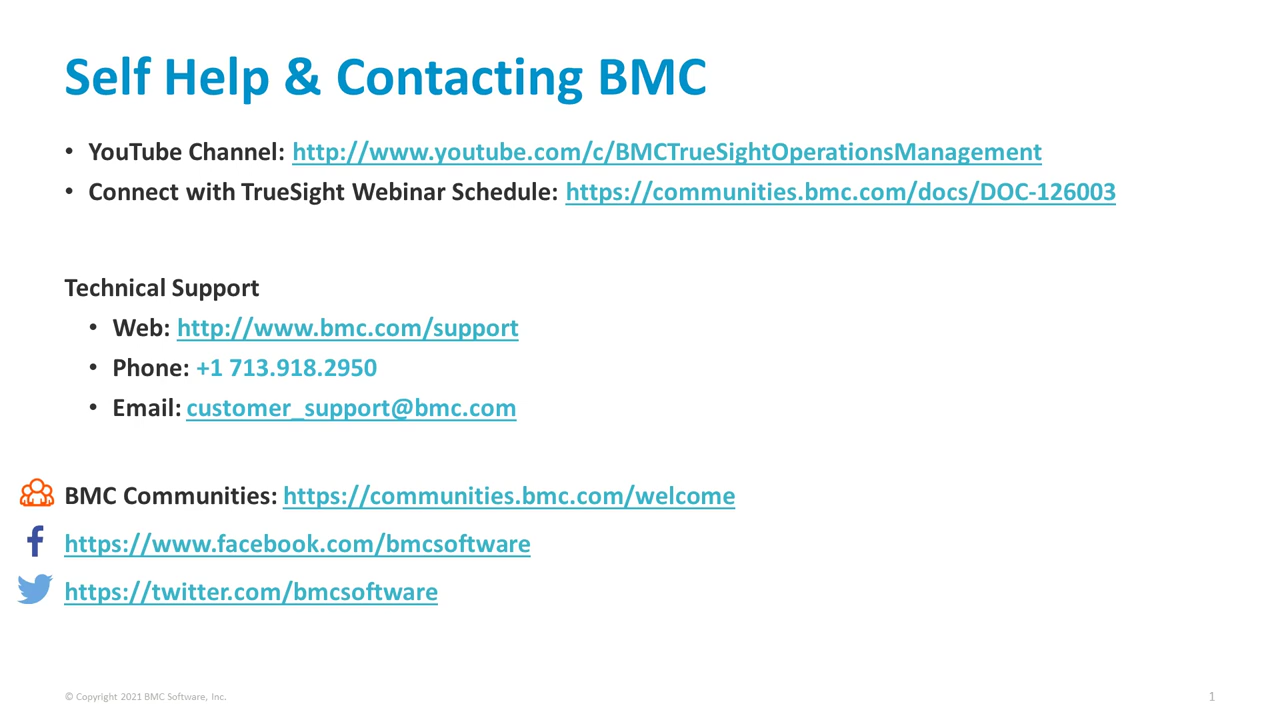 Self Help & Contacting BMC
• YouTube Channel: http://www.youtube.com/c/BMCTrueSightOperationsManagement
• Connect with TrueSight Webinar Schedule: https://communities.bmc.com/docs/DOC-126003
Technical Support
• Web: http://www.bmc.com/support
• Phone: +1 713.918.2950
• Email: customer_support@bmc.com
BMC Communities: https://communities.bmc.com/welcome
https://www.facebook.com/bmcsoftware
https://twitter.com/bmcsoftware
© Copyright 2021 BMC Software, Inc.
1